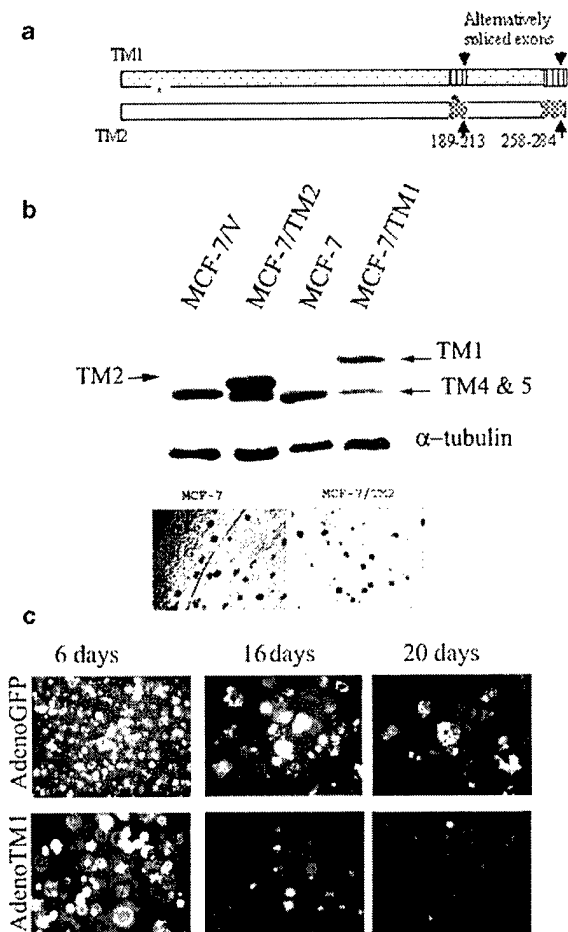 a
Alternatively
spliced exons
TM1
TM2
189-213 258-284
b
MCF-7/V
MCF-7/TM2
MCF-7
MCF-7/TM1
TM2
TM1
TM4 & 5
α-tubulin
MCF-7 MCF-7/TM2
c
6 days 16 days 20 days
AdenoGFP
AdenoTM1